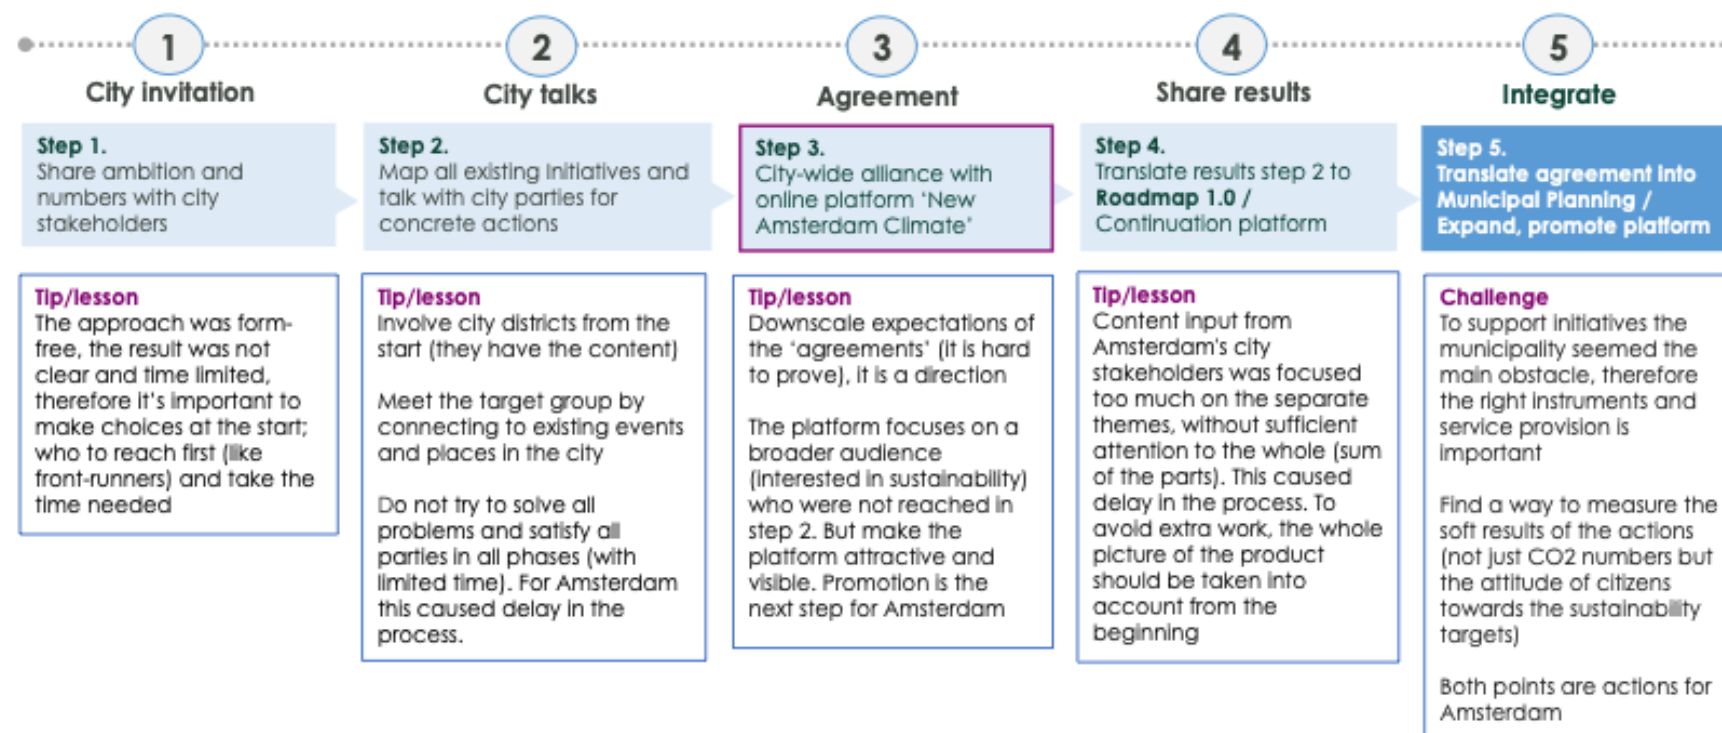 1
City invitation
Step 1.
Share ambition and
numbers with city
stakeholders
Tip/lesson
The approach was form-
free, the result was not
clear and time limited,
therefore it's important to
make choices at the start;
who to reach first (like
front-runners) and take the
time needed
2
City talks
Step 2.
Map all existing initiatives and
talk with city parties for
concrete actions
Tip/lesson
Involve city districts from the
start (they have the content)
Meet the target group by
connecting to existing events
and places in the city
Do not try to solve all
problems and satisfy all
parties in all phases (with
limited time). For Amsterdam
this caused delay in the
process.
3
Agreement
Step 3.
City-wide alliance with
online platform 'New
Amsterdam Climate'
Tip/lesson
Downscale expectations of
the 'agreements' (it is hard
to prove), it is a direction
The platform focuses on a
broader audience
(interested in sustainability)
who were not reached in
step 2. But make the
platform attractive and
visible. Promotion is the
next step for Amsterdam
4
Share results
Step 4.
Translate results step 2 to
Roadmap 1.0 /
Continuation platform
Tip/lesson
Content input from
Amsterdam's city
stakeholders was focused
too much on the separate
themes, without sufficient
attention to the whole (sum
of the parts). This caused
delay in the process. To
avoid extra work, the whole
picture of the product
should be taken into
account from the
beginning
5
Integrate
Step 5.
Translate agreement into
Municipal Planning /
Expand, promote platform
Challenge
To support initiatives the
municipality seemed the
main obstacle, therefore
the right instruments and
service provision is
important
Find a way to measure the
soft results of the actions
(not just CO2 numbers but
the attitude of citizens
towards the sustainability
targets)
Both points are actions for
Amsterdam